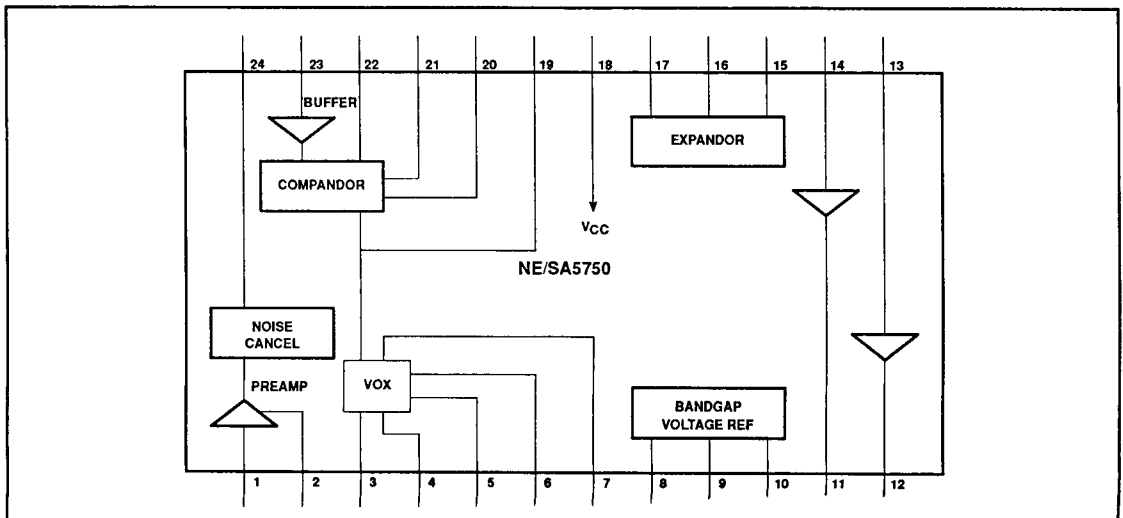 24 23 22 21 20 19 18 17 16 15 14 13
BUFFER
COMPANDOR
EXPANDOR
VCC
NE/SA5750
NOISE
CANCEL
PREAMP
VOX
BANDGAP
VOLTAGE REF
1 2 3 4 5 6 7 8 9 10 11 12